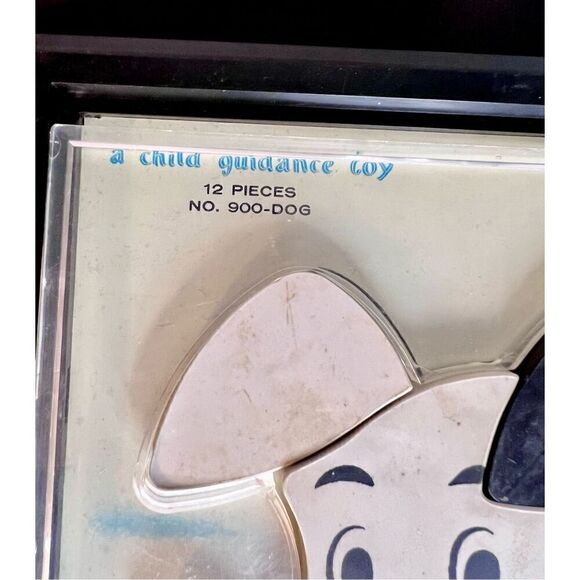 a child guidance toy
12 PIECES
NO. 900-DOG